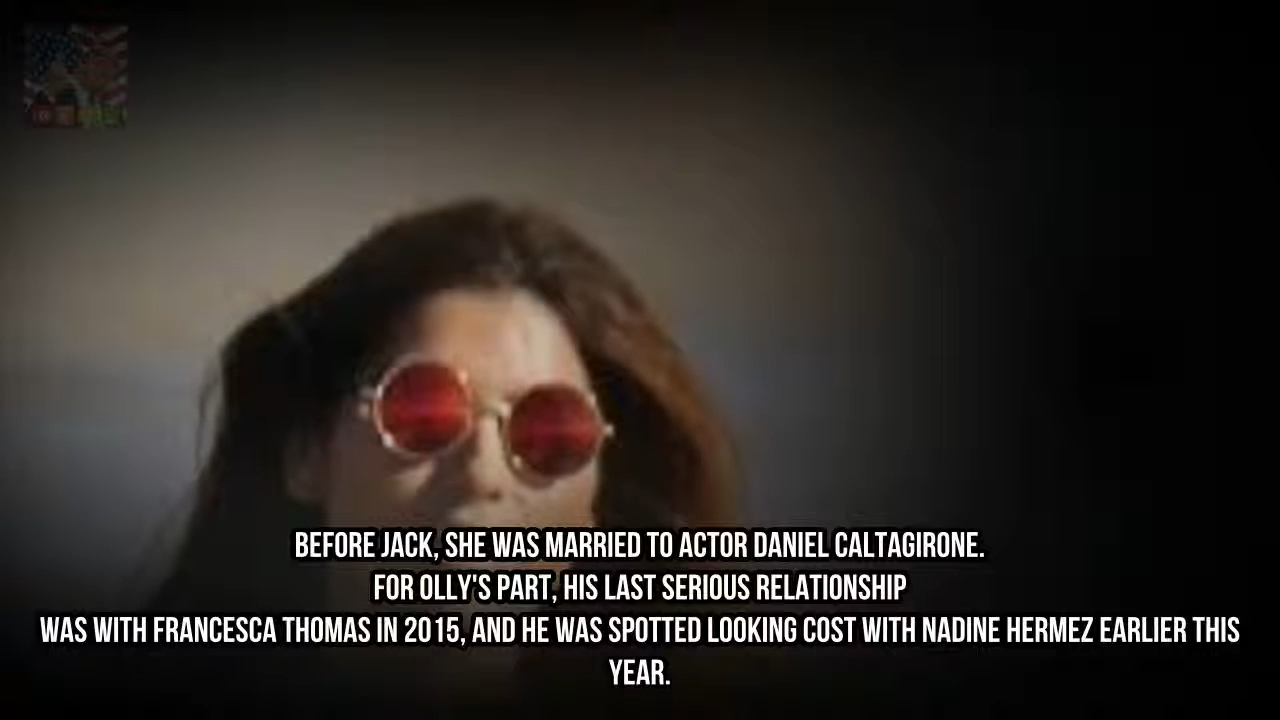 BEFORE JACK, SHE WAS MARRIED TO ACTOR DANIEL CALTAGIRONE.
FOR OLLY'S PART, HIS LAST SERIOUS RELATIONSHIP
WAS WITH FRANCESCA THOMAS IN 2015, AND HE WAS SPOTTED LOOKING COST WITH NADINE HERMEZ EARLIER THIS
YEAR.